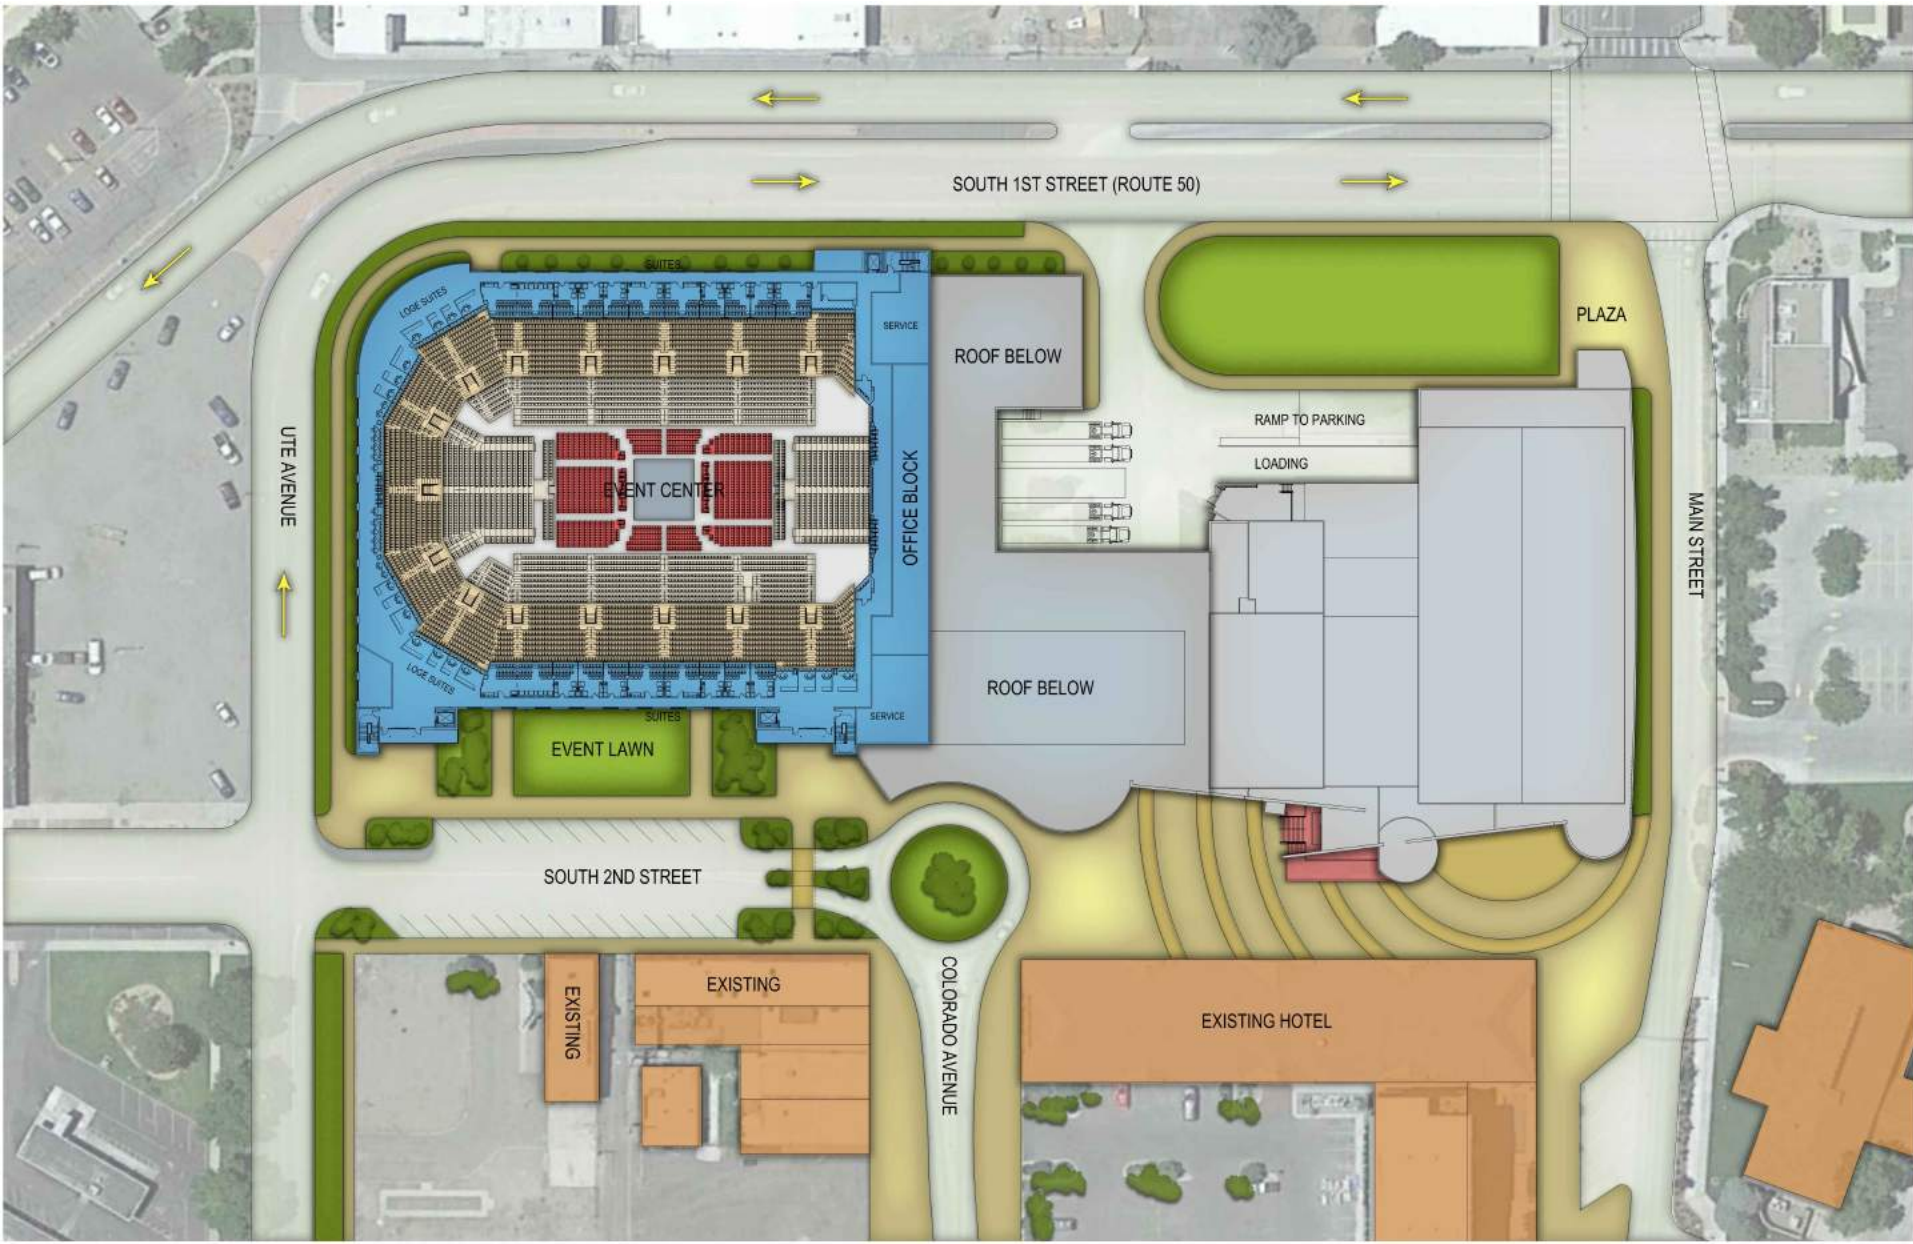 SOUTH 1ST STREET (ROUTE 50)
SUITES
LOGE SUITES
SERVICE
PLAZA
ROOF BELOW
RAMP TO PARKING
LOADING
UTE AVENUE
EVENT CENTER
OFFICE BLOCK
MAIN STREET
LOGE SUITES
ROOF BELOW
SUITES
SERVICE
EVENT LAWN
SOUTH 2ND STREET
EXISTING
EXISTING
COLORADO AVENUE
EXISTING HOTEL